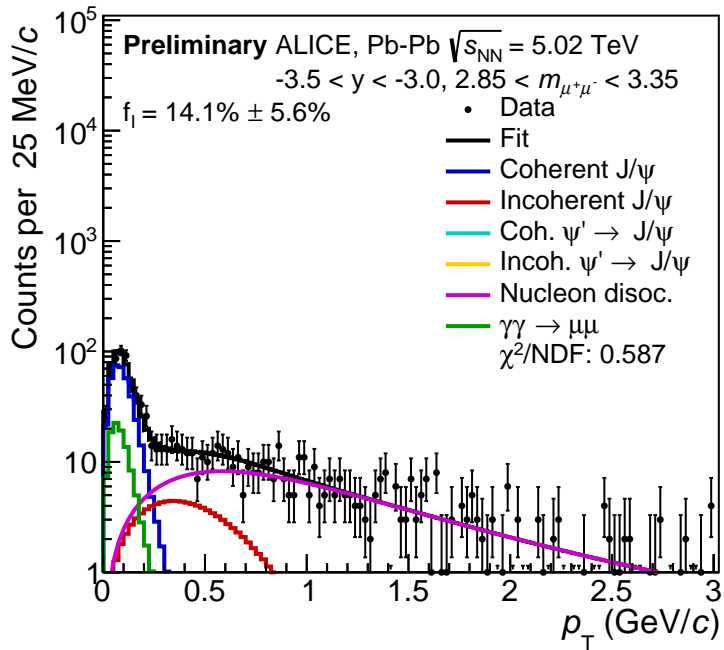 Preliminary ALICE, Pb-Pb √s_NN = 5.02 TeV
-3.5 < y < -3.0, 2.85 < m_μ⁺μ⁻ < 3.35
f_I = 14.1% ± 5.6%
Data
Fit
Coherent J/ψ
Incoherent J/ψ
Coh. ψ' → J/ψ
Incoh. ψ' → J/ψ
Nucleon disoc.
γγ → μμ
χ²/NDF: 0.587
Counts per 25 MeV/c
10⁵
10⁴
10³
10²
10
1
0 0.5 1 1.5 2 2.5 3
p_T (GeV/c)